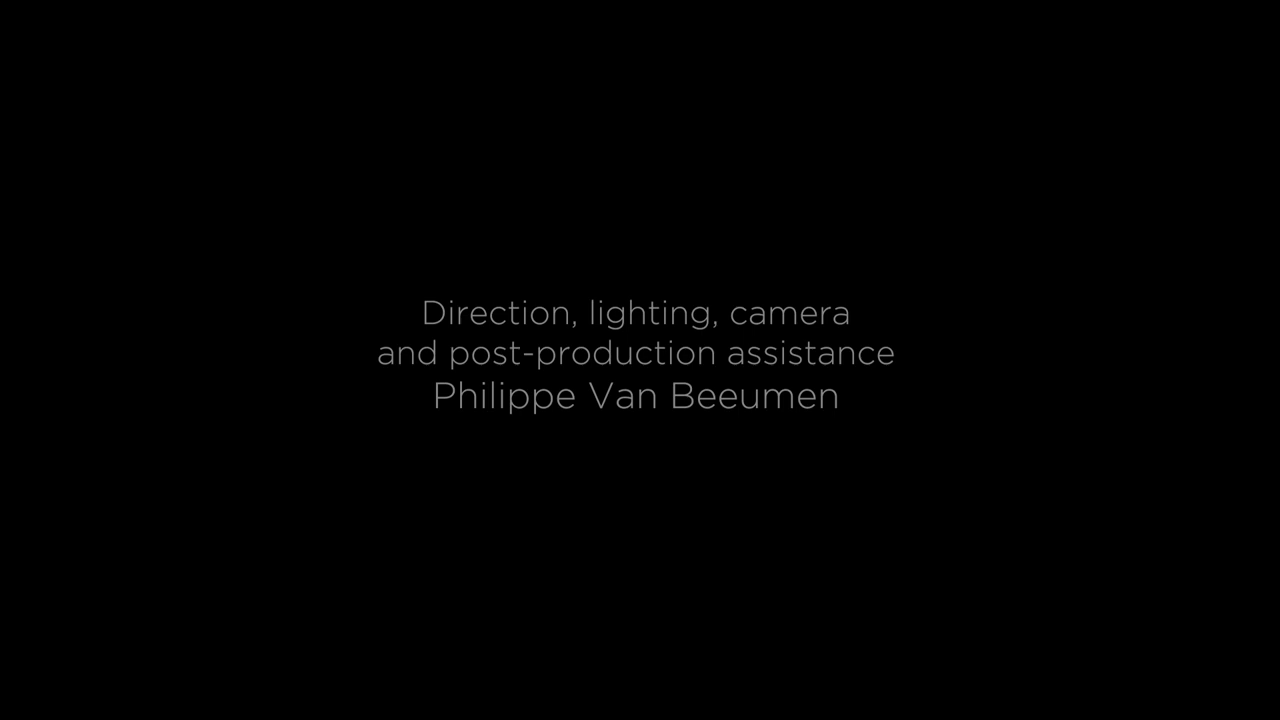 Direction, lighting, camera
and post-production assistance
Philippe Van Beeumen